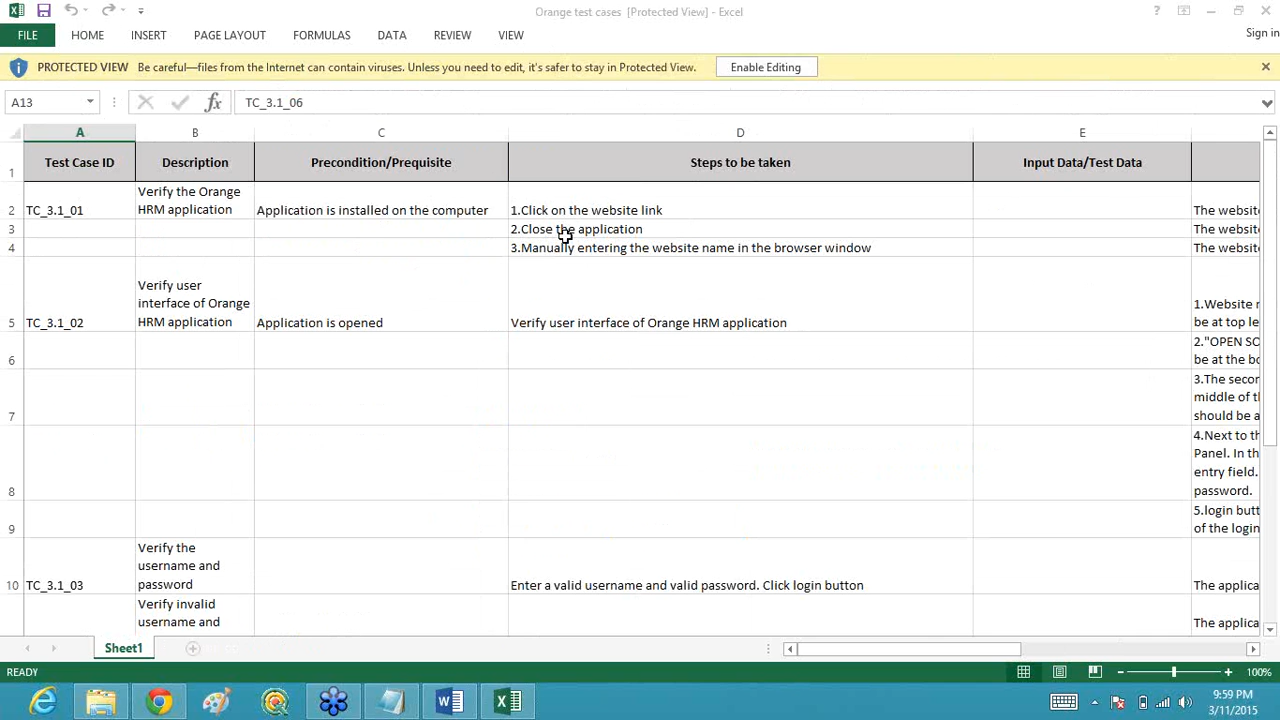 Orange test cases [Protected View] - Excel
FILE
HOME
INSERT
PAGE LAYOUT
FORMULAS
DATA
REVIEW
VIEW
Sign in
PROTECTED VIEW Be careful—files from the Internet can contain viruses. Unless you need to edit, it's safer to stay in Protected View.
Enable Editing
A13
fx
TC_3.1_06
A B C D E
1 Test Case ID Description Precondition/Prequisite Steps to be taken Input Data/Test Data
Verify the Orange
2 TC_3.1_01 HRM application Application is installed on the computer 1.Click on the website link The websit
3 2.Close the application The websit
4 3.Manually entering the website name in the browser window The websit
Verify user
interface of Orange 1.Website r
5 TC_3.1_02 HRM application Application is opened Verify user interface of Orange HRM application be at top le
2."OPEN SO
6 be at the bo
3.The secor
middle of th
7 should be a
4.Next to th
Panel. In th
entry field.
8 password.
5.login butt
9 of the login
Verify the
username and
10 TC_3.1_03 password Enter a valid username and valid password. Click login button The applica
Verify invalid
username and The applica
Sheet1
READY
100%
9:59 PM
3/11/2015